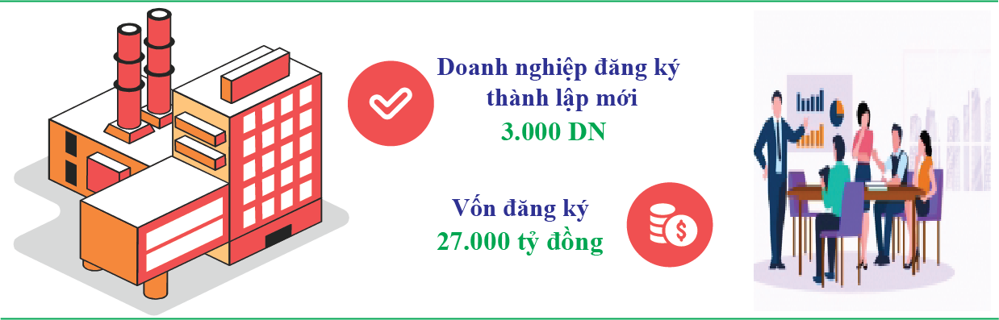 Doanh nghiệp đăng ký
thành lập mới
3.000 DN
Vốn đăng ký
27.000 tỷ đồng
$